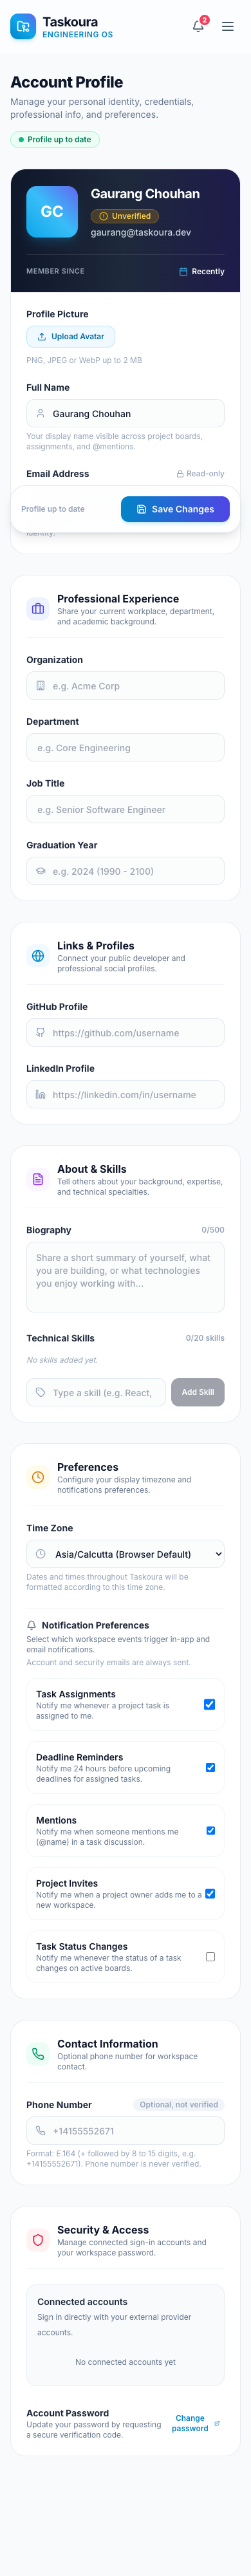 Taskoura
ENGINEERING OS
2
Account Profile
Manage your personal identity, credentials,
professional info, and preferences.
Profile up to date
GC
Gaurang Chouhan
Unverified
gaurang@taskoura.dev
MEMBER SINCE
Recently
Profile Picture
Upload Avatar
PNG, JPEG or WebP up to 2 MB
Full Name
Gaurang Chouhan
Your display name visible across project boards,
assignments, and @mentions.
Email Address
Read-only
Profile up to date
Save Changes
identity.
Professional Experience
Share your current workplace, department,
and academic background.
Organization
e.g. Acme Corp
Department
e.g. Core Engineering
Job Title
e.g. Senior Software Engineer
Graduation Year
e.g. 2024 (1990 - 2100)
Links & Profiles
Connect your public developer and
professional social profiles.
GitHub Profile
https://github.com/username
LinkedIn Profile
https://linkedin.com/in/username
About & Skills
Tell others about your background, expertise,
and technical specialties.
Biography
0/500
Share a short summary of yourself, what
you are building, or what technologies
you enjoy working with...
Technical Skills
0/20 skills
No skills added yet.
Type a skill (e.g. React,
Add Skill
Preferences
Configure your display timezone and
notifications preferences.
Time Zone
Asia/Calcutta (Browser Default)
Dates and times throughout Taskoura will be
formatted according to this time zone.
Notification Preferences
Select which workspace events trigger in-app and
email notifications.
Account and security emails are always sent.
Task Assignments
Notify me whenever a project task is
assigned to me.
Deadline Reminders
Notify me 24 hours before upcoming
deadlines for assigned tasks.
Mentions
Notify me when someone mentions me
(@name) in a task discussion.
Project Invites
Notify me when a project owner adds me to a
new workspace.
Task Status Changes
Notify me whenever the status of a task
changes on active boards.
Contact Information
Optional phone number for workspace
contact.
Phone Number
Optional, not verified
+14155552671
Format: E.164 (+ followed by 8 to 15 digits, e.g.
+14155552671). Phone number is never verified.
Security & Access
Manage connected sign-in accounts and
your workspace password.
Connected accounts
Sign in directly with your external provider
accounts.
No connected accounts yet
Account Password
Update your password by requesting
a secure verification code.
Change
password